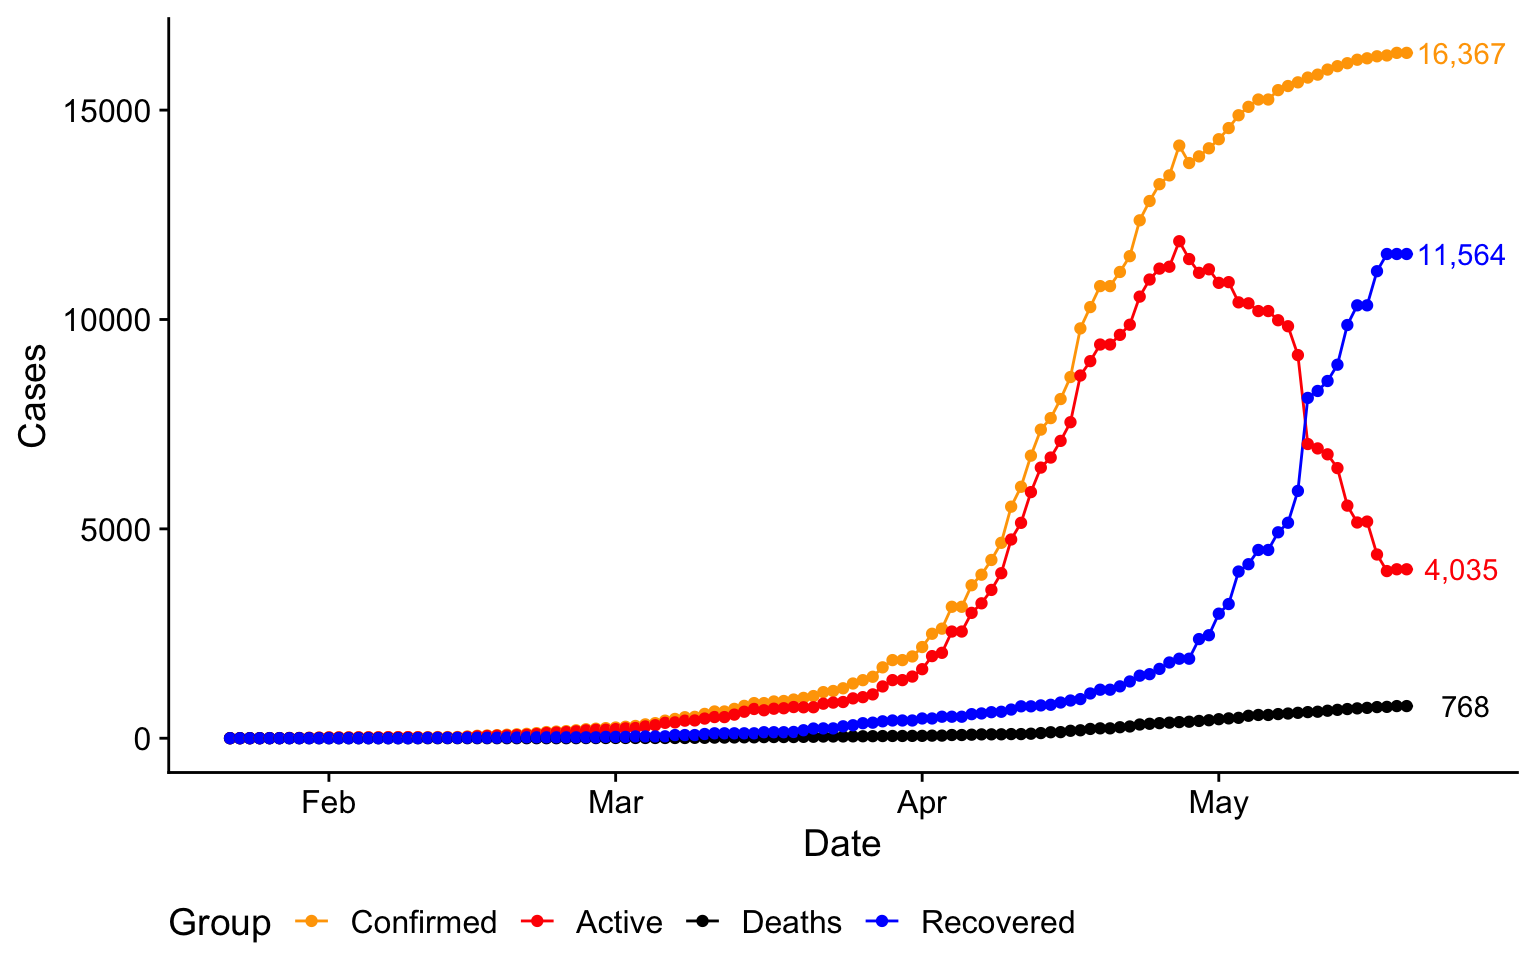 16,367
15000
11,564
10000
Cases
5000
4,035
768
0
Feb Mar Apr May
Date
Group Confirmed Active Deaths Recovered